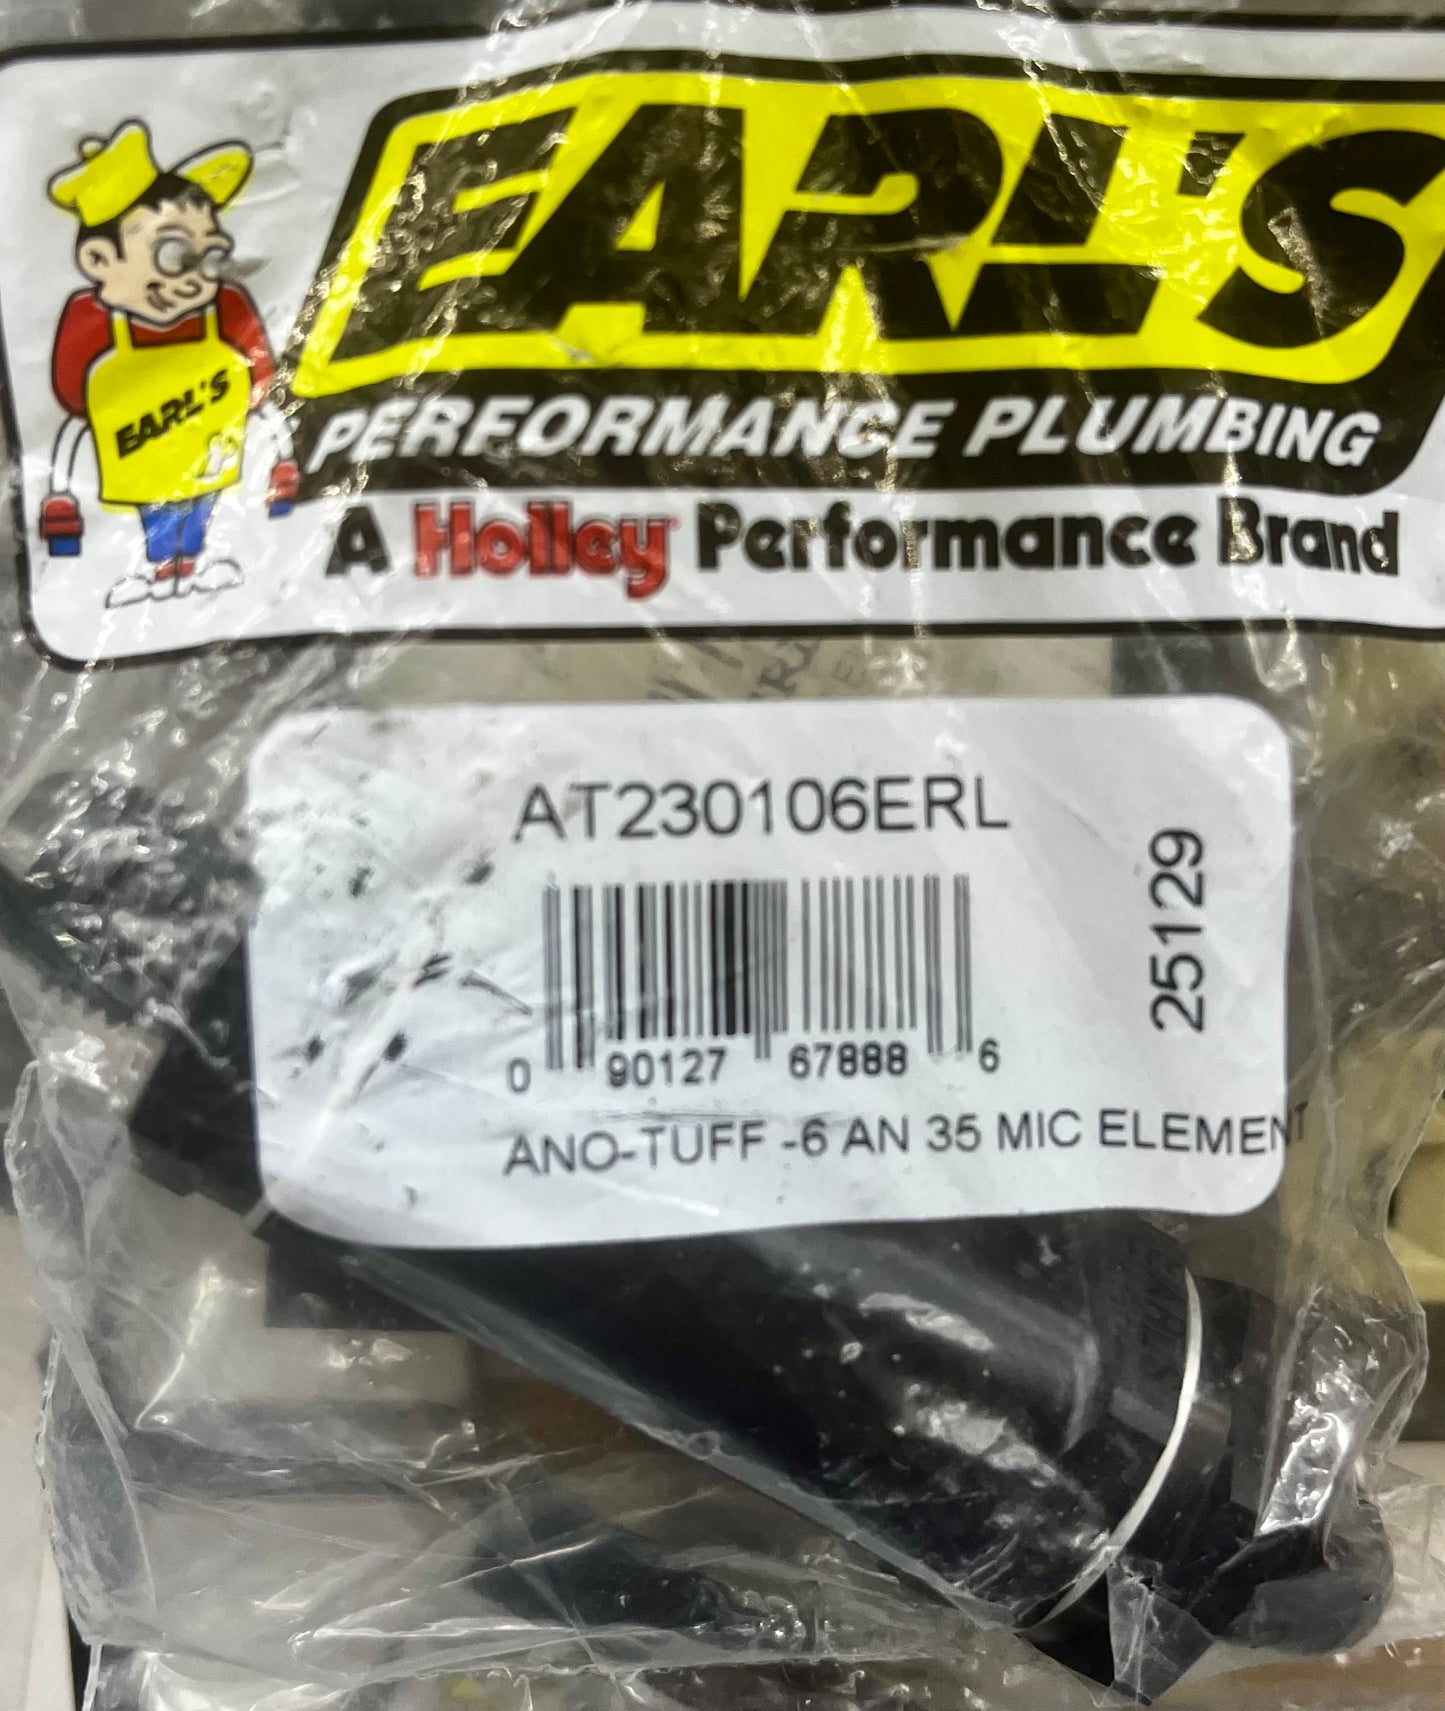 EARL'S
EARL'S
PERFORMANCE PLUMBING
A Holley Performance Brand
AT230106ERL
25129
0 90127 67888 6
ANO-TUFF -6 AN 35 MIC ELEMENT